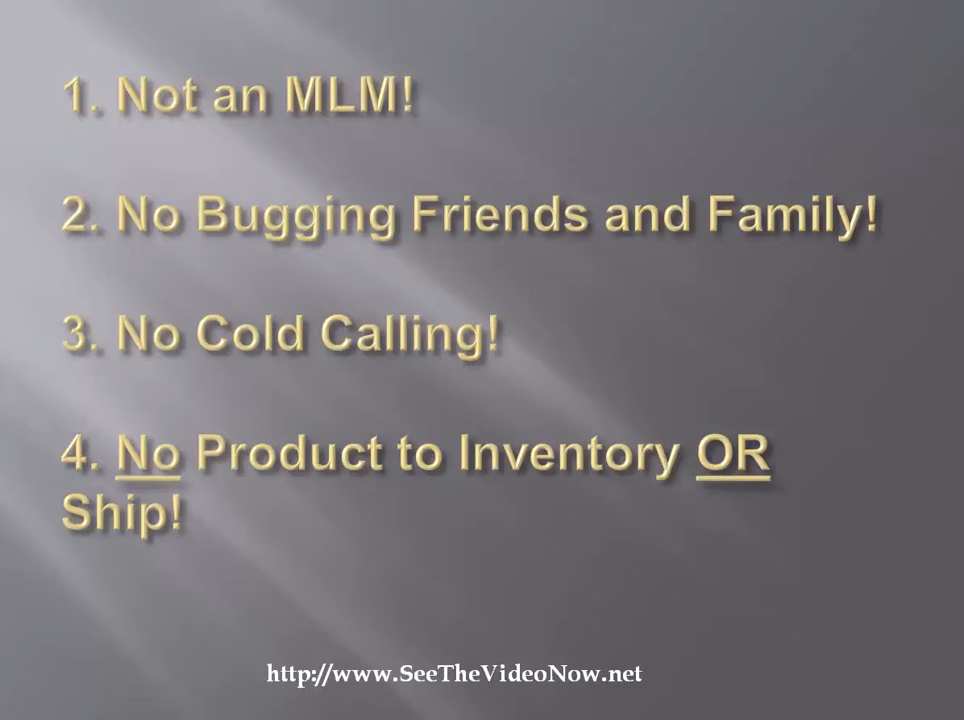 1. Not an MLM!
2. No Bugging Friends and Family!
3. No Cold Calling!
4. No Product to Inventory OR
Ship!
http://www.SeeTheVideoNow.net